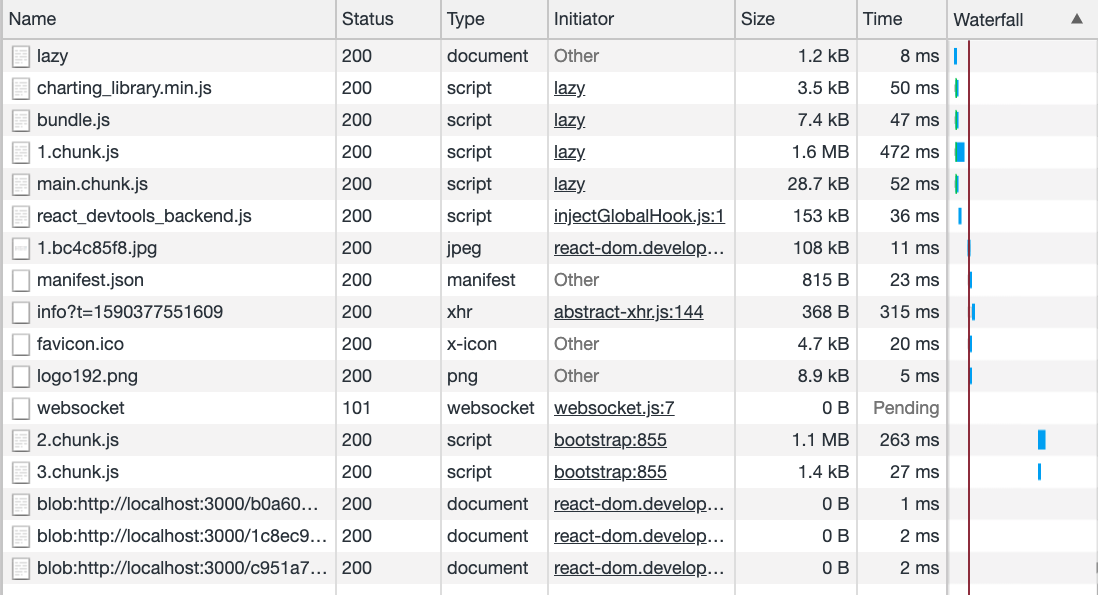 Name Status Type Initiator Size Time Waterfall ▲
lazy 200 document Other 1.2 kB 8 ms
charting_library.min.js 200 script lazy 3.5 kB 50 ms
bundle.js 200 script lazy 7.4 kB 47 ms
1.chunk.js 200 script lazy 1.6 MB 472 ms
main.chunk.js 200 script lazy 28.7 kB 52 ms
react_devtools_backend.js 200 script injectGlobalHook.js:1 153 kB 36 ms
1.bc4c85f8.jpg 200 jpeg react-dom.develop… 108 kB 11 ms
manifest.json 200 manifest Other 815 B 23 ms
info?t=1590377551609 200 xhr abstract-xhr.js:144 368 B 315 ms
favicon.ico 200 x-icon Other 4.7 kB 20 ms
logo192.png 200 png Other 8.9 kB 5 ms
websocket 101 websocket websocket.js:7 0 B Pending
2.chunk.js 200 script bootstrap:855 1.1 MB 263 ms
3.chunk.js 200 script bootstrap:855 1.4 kB 27 ms
blob:http://localhost:3000/b0a60… 200 document react-dom.develop… 0 B 1 ms
blob:http://localhost:3000/1c8ec9… 200 document react-dom.develop… 0 B 2 ms
blob:http://localhost:3000/c951a7… 200 document react-dom.develop… 0 B 2 ms